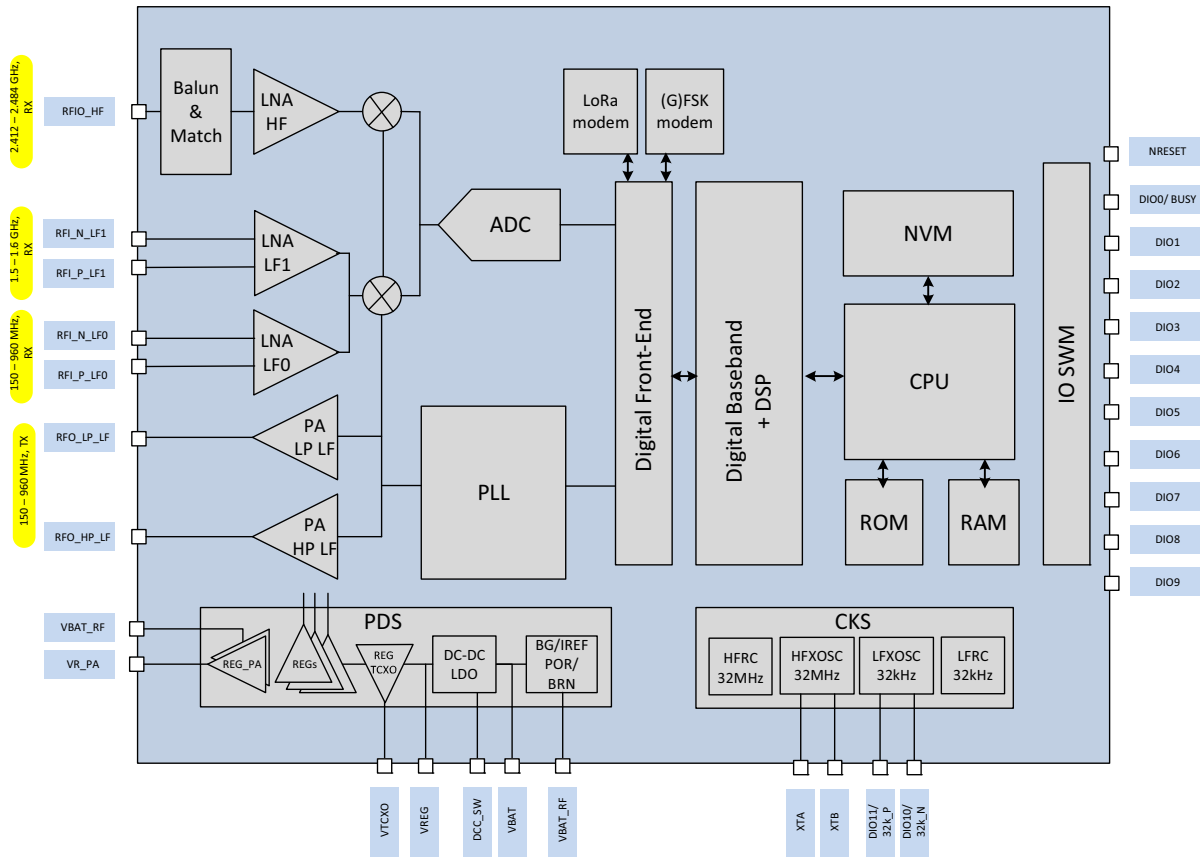 2.412 – 2.484 GHz,
RX
RFIO_HF
Balun
&
Match
LNA
HF
LoRa
modem
(G)FSK
modem
1.5 – 1.6 GHz,
RX
RFI_N_LF1
RFI_P_LF1
LNA
LF1
ADC
150 – 960 MHz,
RX
RFI_N_LF0
RFI_P_LF0
LNA
LF0
150 – 960 MHz, TX
RFO_LP_LF
PA
LP LF
RFO_HP_LF
PA
HP LF
PLL
Digital Front-End
Digital Baseband
+ DSP
NVM
CPU
ROM
RAM
IO SWM
NRESET
DIO0/ BUSY
DIO1
DIO2
DIO3
DIO4
DIO5
DIO6
DIO7
DIO8
DIO9
VBAT_RF
VR_PA
PDS
REG_PA
REGs
REG
TCXO
DC-DC
LDO
BG/IREF
POR/
BRN
CKS
HFRC
32MHz
HFXOSC
32MHz
LFXOSC
32kHz
LFRC
32kHz
VTCXO
VREG
DCC_SW
VBAT
VBAT_RF
XTA
XTB
DIO11/
32k_P
DIO10/
32k_N